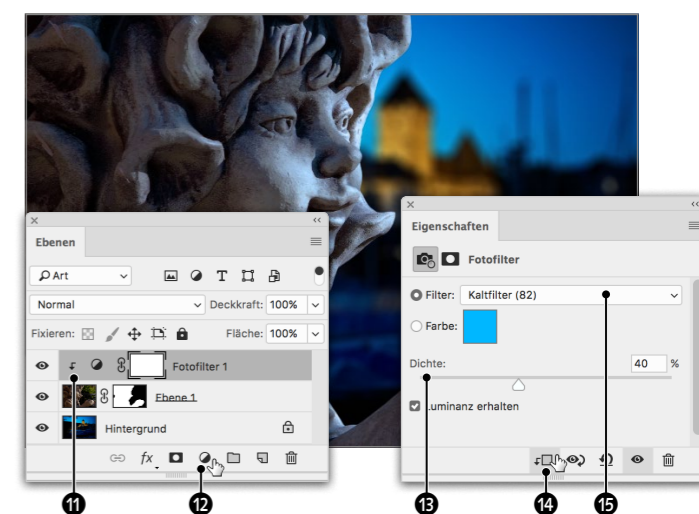 Ebenen
Art
Normal
Deckkraft: 100%
Fixieren:
Fläche: 100%
Fotofilter 1
Ebene 1
Hintergrund
fx
Eigenschaften
Fotofilter
Filter: Kaltfilter (82)
Farbe:
Dichte: 40 %
Luminanz erhalten
11
12
13
14
15